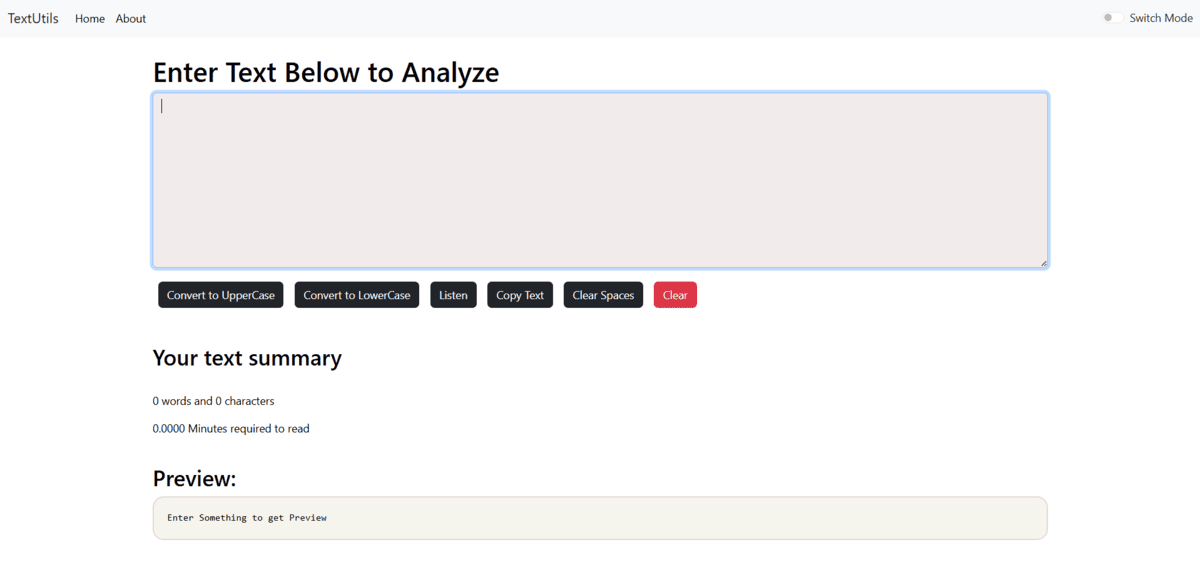 TextUtils Home About Switch Mode
Enter Text Below to Analyze
Convert to UpperCase Convert to LowerCase Listen Copy Text Clear Spaces Clear
Your text summary
0 words and 0 characters
0.0000 Minutes required to read
Preview:
Enter Something to get Preview